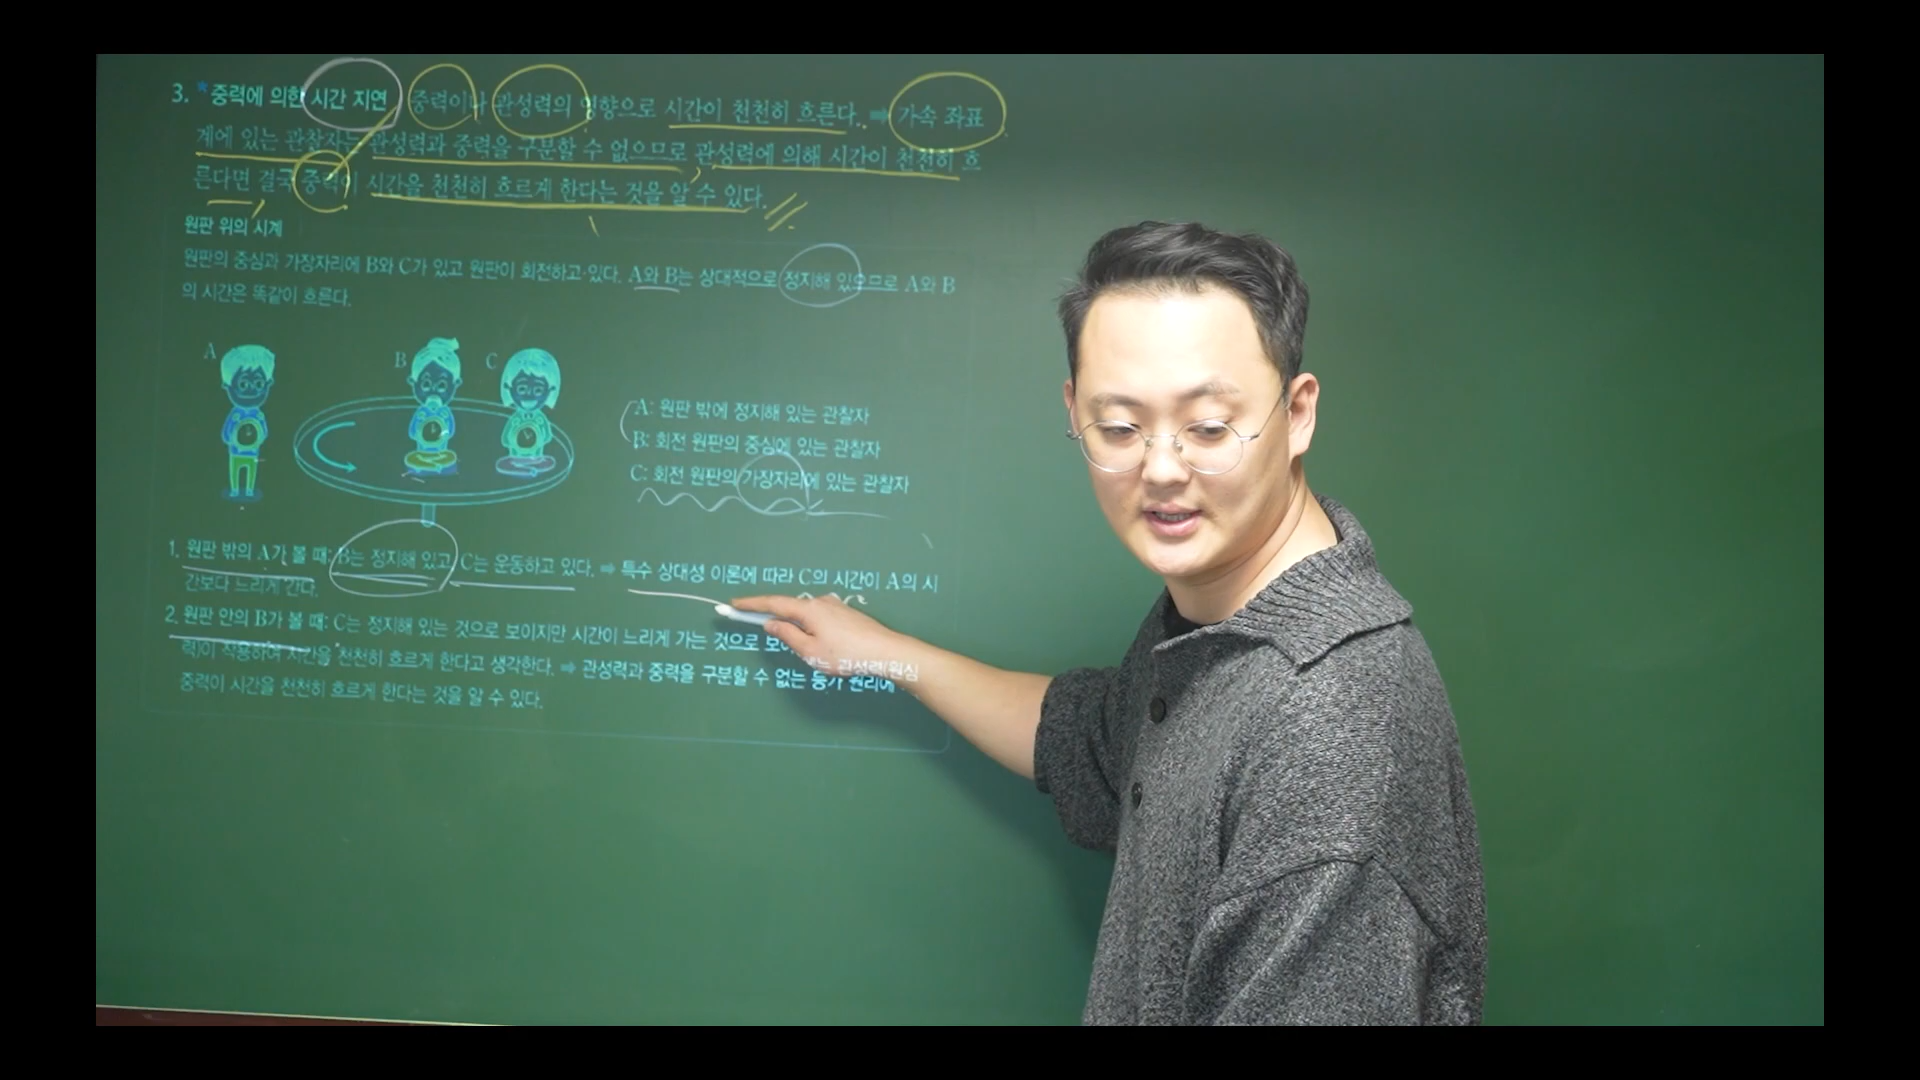 3. *중력에 의한 시간 지연 중력이나 관성력의 영향으로 시간이 천천히 흐른다. ⇒ 가속 좌표
계에 있는 관찰자는 관성력과 중력을 구분할 수 없으므로 관성력에 의해 시간이 천천히 흐
른다면 결국 중력이 시간을 천천히 흐르게 한다는 것을 알 수 있다.
원판 위의 시계
원판의 중심과 가장자리에 B와 C가 있고 원판이 회전하고 있다. A와 B는 상대적으로 정지해 있으므로 A와 B
의 시간은 똑같이 흐른다.
A
B
C
A: 원판 밖에 정지해 있는 관찰자
B: 회전 원판의 중심에 있는 관찰자
C: 회전 원판의 가장자리에 있는 관찰자
1. 원판 밖의 A가 볼 때: B는 정지해 있고 C는 운동하고 있다. ⇒ 특수 상대성 이론에 따라 C의 시간이 A의 시
간보다 느리게 간다.
2. 원판 안의 B가 볼 때: C는 정지해 있는 것으로 보이지만 시간이 느리게 가는 것으로 관성력(원심
력)이 작용하여 시간을 천천히 흐르게 한다고 생각한다. ⇒ 관성력과 중력을 구분할 수 없는 등가 원리에
중력이 시간을 천천히 흐르게 한다는 것을 알 수 있다.